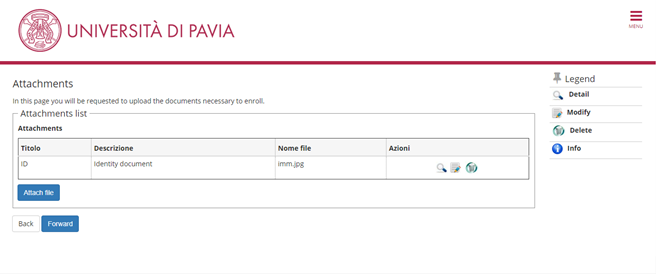 UNIVERSITÀ DI PAVIA
MENU
Attachments
In this page you will be requested to upload the documents necessary to enroll.
Attachments list
Attachments
Titolo Descrizione Nome file Azioni
ID Identity document imm.jpg
Attach file
Back Forward
Legend
Detail
Modify
Delete
Info